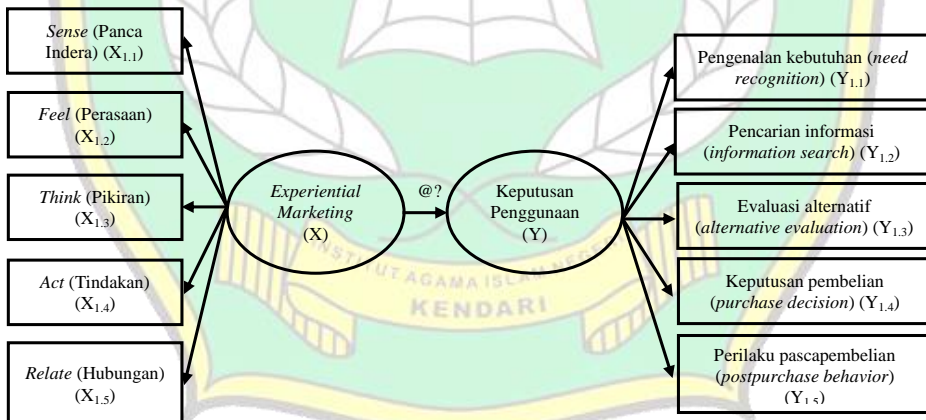 Sense (Panca
Indera) (X1.1)
Feel (Perasaan)
(X1.2)
Think (Pikiran)
(X1.3)
Act (Tindakan)
(X1.4)
Relate (Hubungan)
(X1.5)
Experiential
Marketing
(X)
@?
Keputusan
Penggunaan
(Y)
Pengenalan kebutuhan (need
recognition) (Y1.1)
Pencarian informasi
(information search) (Y1.2)
Evaluasi alternatif
(alternative evaluation) (Y1.3)
Keputusan pembelian
(purchase decision) (Y1.4)
Perilaku pascapembelian
(postpurchase behavior)
(Y1.5)
INSTITUT AGAMA ISLAM NEGERI
KENDARI